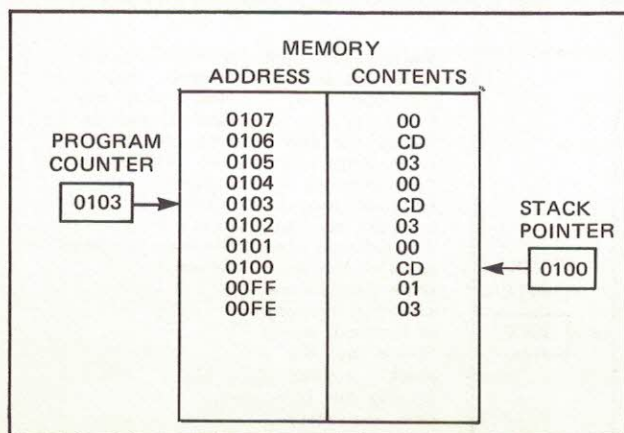 MEMORY
ADDRESS CONTENTS
0107 00
PROGRAM 0106 CD
COUNTER 0105 03
0104 00
0103 0103 CD
0102 03 STACK
0101 00 POINTER
0100 CD 0100
00FF 01
00FE 03